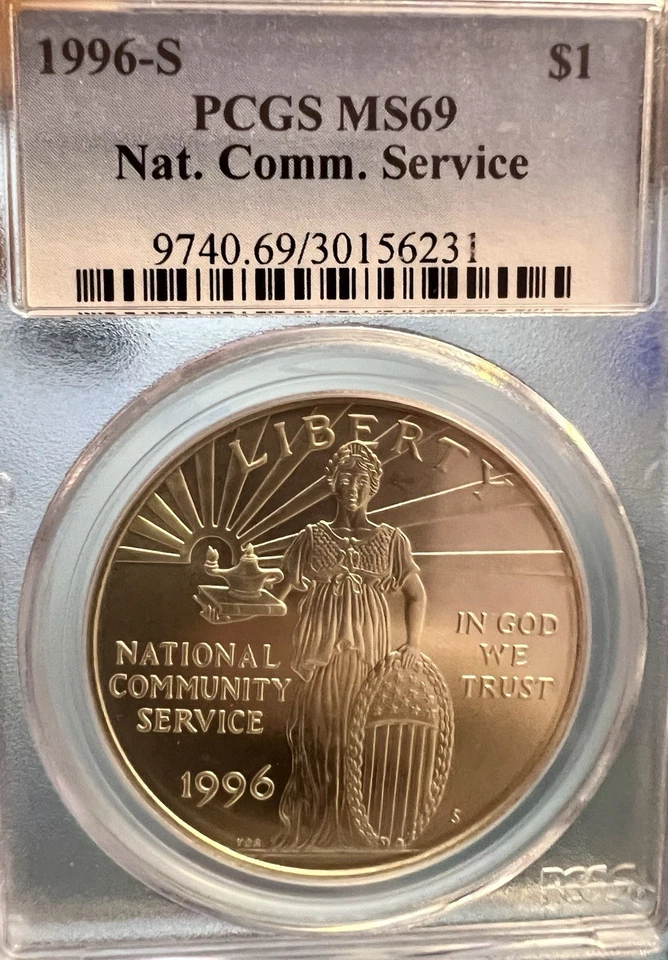 1996-S $1
PCGS MS69
Nat. Comm. Service
9740.69/30156231
LIBERTY
NATIONAL
COMMUNITY
SERVICE
1996
IN GOD
WE
TRUST
S
PCGS